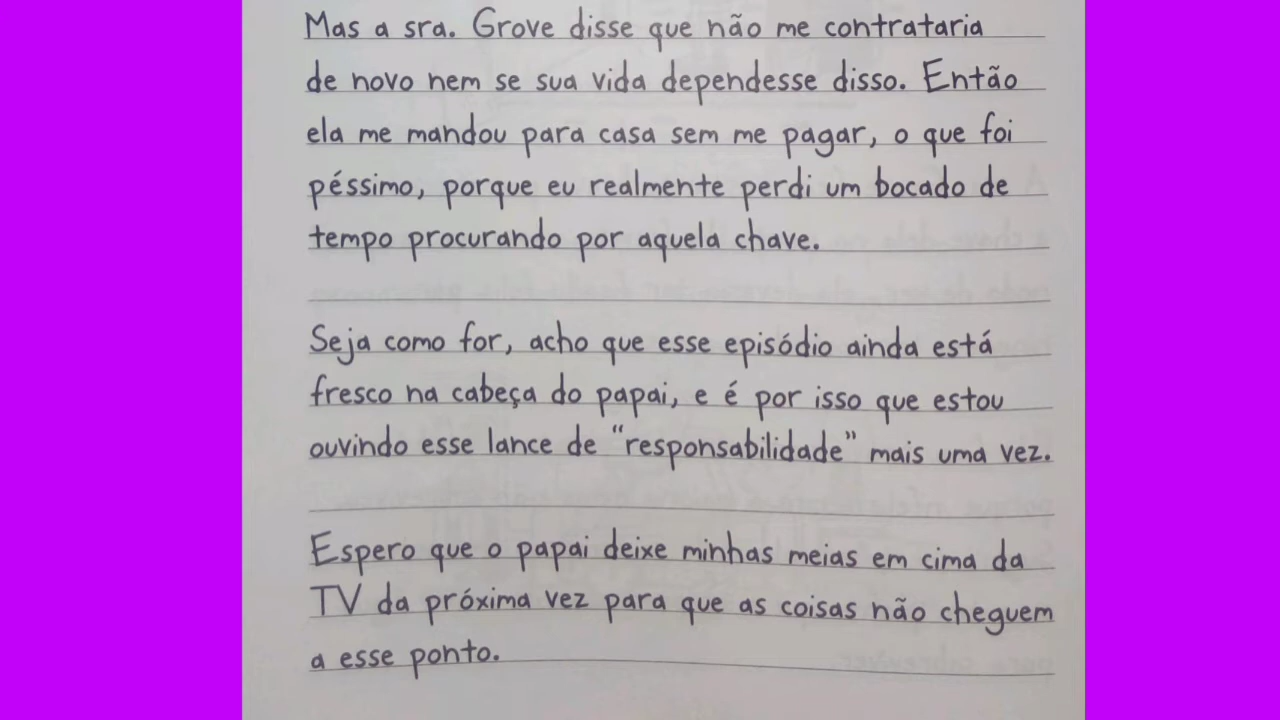 Mas a sra. Grove disse que não me contrataria
de novo nem se sua vida dependesse disso. Então
ela me mandou para casa sem me pagar, o que foi
péssimo, porque eu realmente perdi um bocado de
tempo procurando por aquela chave.
Seja como for, acho que esse episódio ainda está
fresco na cabeça do papai, e é por isso que estou
ouvindo esse lance de “responsabilidade” mais uma vez.
Espero que o papai deixe minhas meias em cima da
TV da próxima vez para que as coisas não cheguem
a esse ponto.